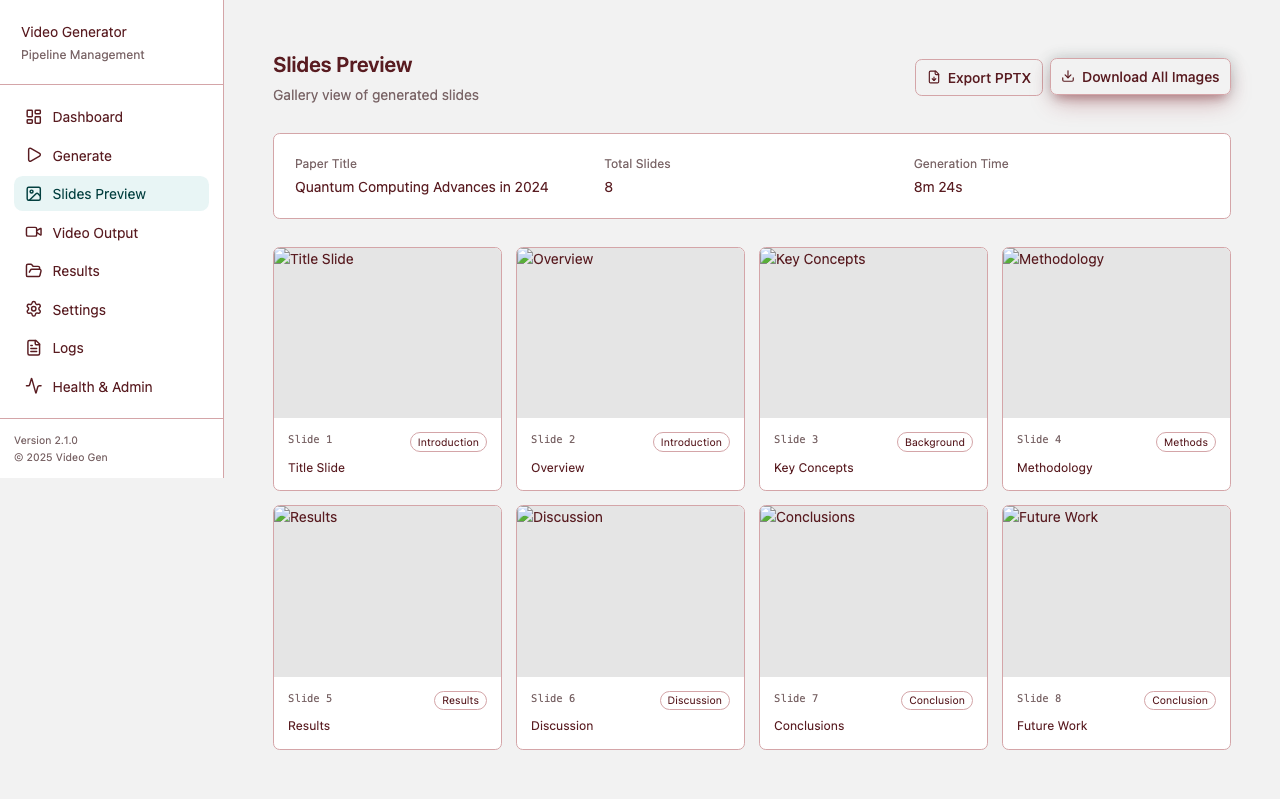 Video Generator
Pipeline Management
Dashboard
Generate
Slides Preview
Video Output
Results
Settings
Logs
Health & Admin
Version 2.1.0
© 2025 Video Gen
Slides Preview
Gallery view of generated slides
Export PPTX
Download All Images
Paper Title
Quantum Computing Advances in 2024
Total Slides
8
Generation Time
8m 24s
Title Slide
Slide 1
Introduction
Title Slide
Overview
Slide 2
Introduction
Overview
Key Concepts
Slide 3
Background
Key Concepts
Methodology
Slide 4
Methods
Methodology
Results
Slide 5
Results
Results
Discussion
Slide 6
Discussion
Discussion
Conclusions
Slide 7
Conclusion
Conclusions
Future Work
Slide 8
Conclusion
Future Work